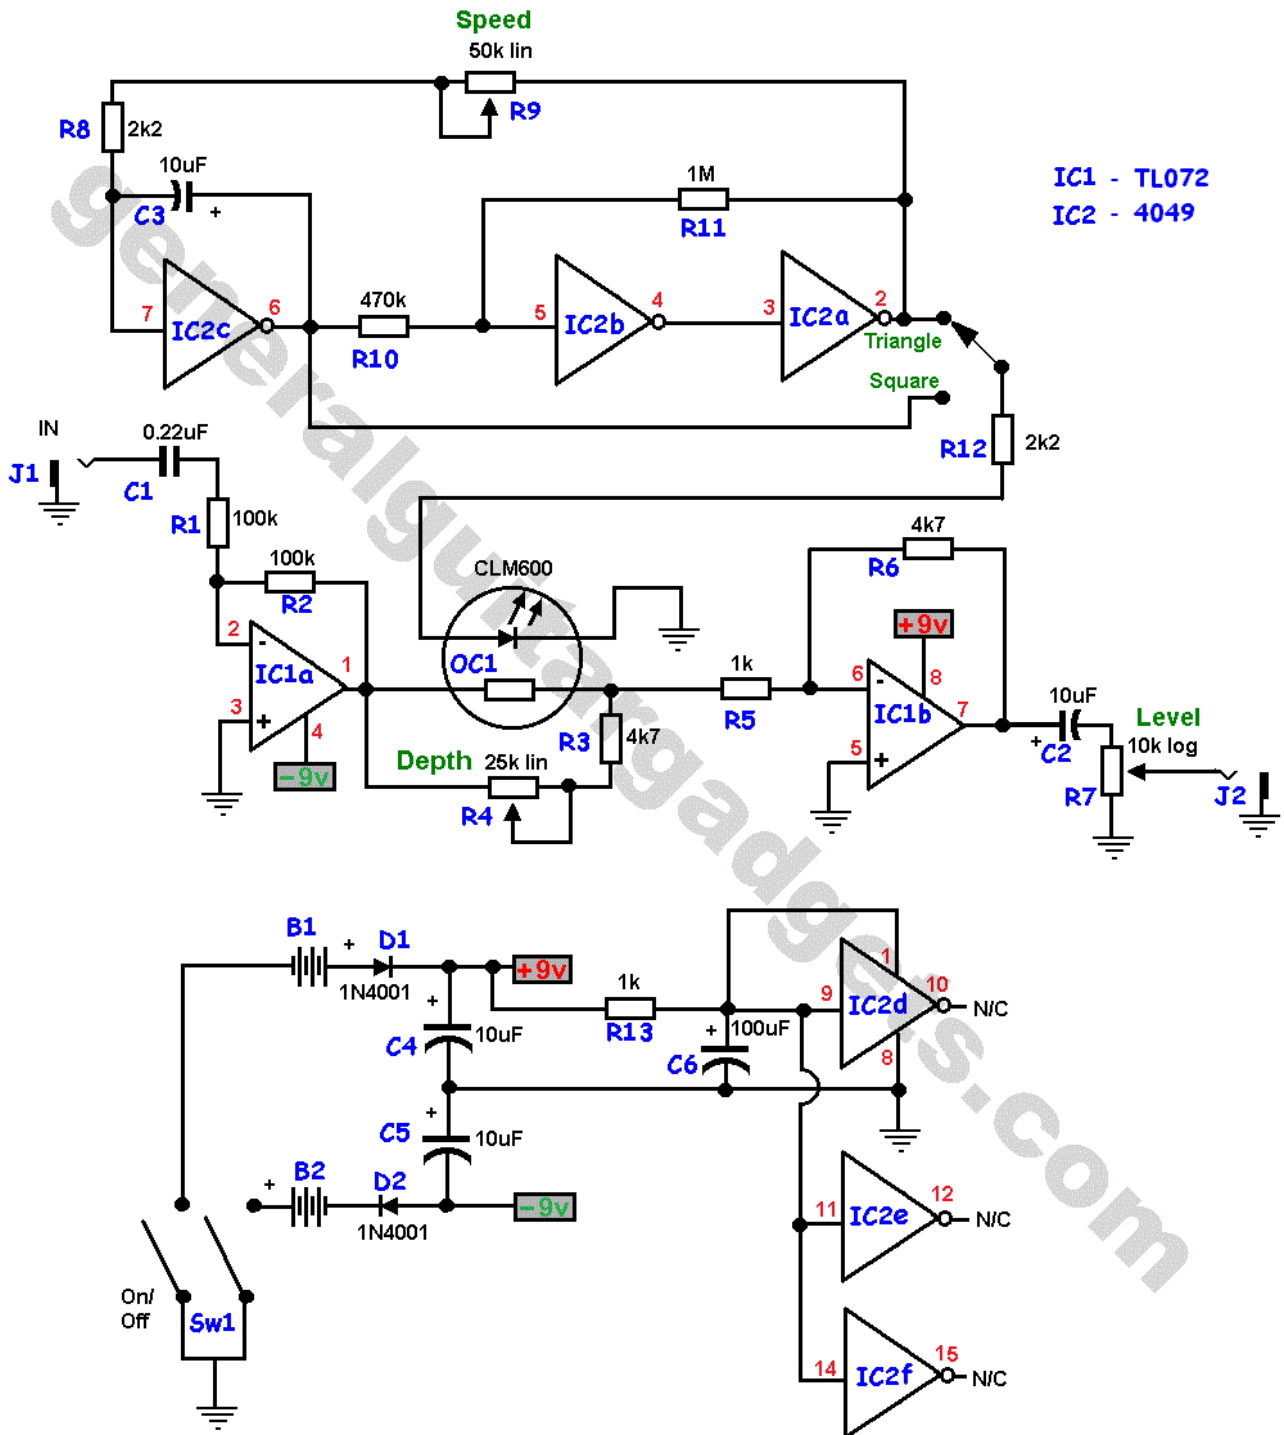 Speed
50k lin
R9
R8
2k2
10uF
C3
+
1M
R11
IC1 - TL072
IC2 - 4049
7
IC2c
6
470k
R10
5
IC2b
4
3
IC2a
2
Triangle
Square
R12
2k2
IN
J1
0.22uF
C1
R1
100k
100k
R2
CLM600
OC1
4k7
R6
+9v
2
-
IC1a
1
3
+
4
-9v
R3
4k7
1k
R5
6
-
IC1b
8
7
5
+
10uF
+
C2
Level
10k log
R7
J2
Depth
25k lin
R4
B1
+
D1
1N4001
+9v
+
C4
10uF
1k
R13
+
100uF
C6
1
9
IC2d
10
N/C
8
+
C5
10uF
B2
+
D2
1N4001
-9v
11
IC2e
12
N/C
On/
Off
Sw1
14
IC2f
15
N/C
generalguitargadgets.com